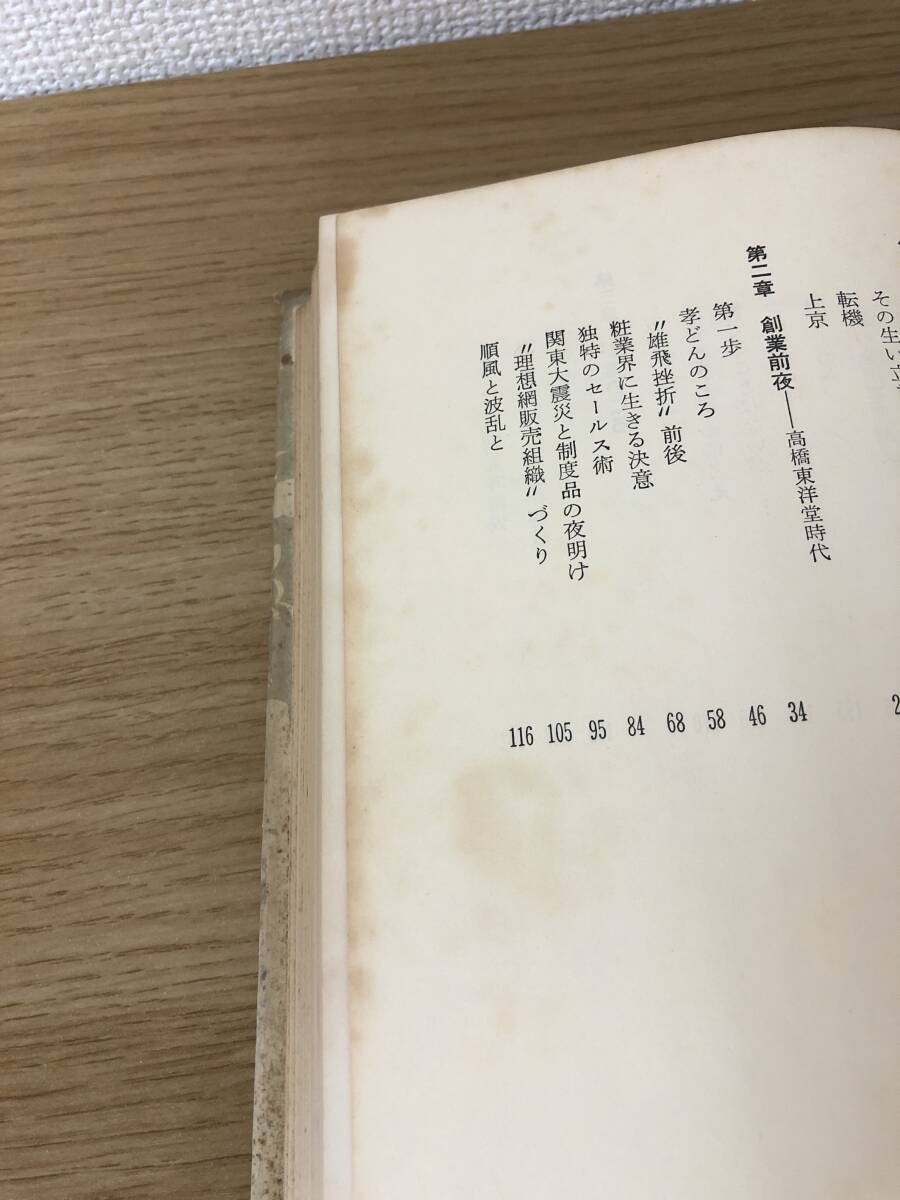 その生い立
転機
上京
第二章 創業前夜――高橋東洋堂時代
第一歩 34
孝どんのころ 46
〝雄飛挫折〟前後 58
粧業界に生きる決意 68
独特のセールス術 84
関東大震災と制度品の夜明け 95
〝理想網販売組織〟づくり 105
順風と波乱と 116